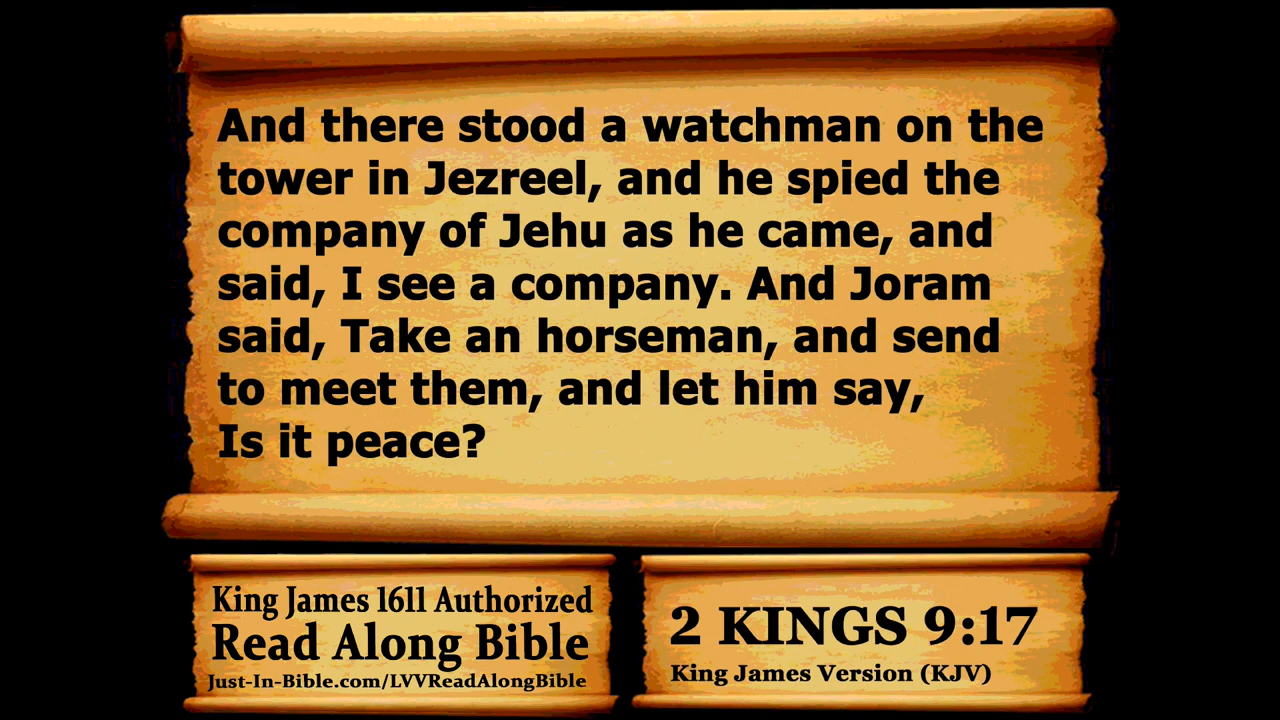 And there stood a watchman on the
tower in Jezreel, and he spied the
company of Jehu as he came, and
said, I see a company. And Joram
said, Take an horseman, and send
to meet them, and let him say,
Is it peace?
King James 1611 Authorized
Read Along Bible
Just-In-Bible.com/LVVReadAlongBible
2 KINGS 9:17
King James Version (KJV)